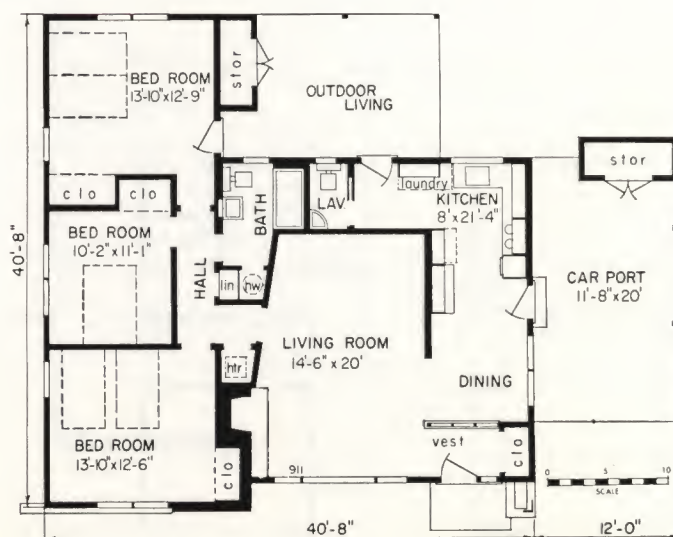 40'-8"
BED ROOM
13'-10"x12'-9"
stor
OUTDOOR
LIVING
clo
clo
BATH
LAV.
laundry
KITCHEN
8'x21'-4"
stor
BED ROOM
10'-2"x11'-1"
HALL
lin
hw
CAR PORT
11'-8"x20'
LIVING ROOM
14'-6"x20'
htr
DINING
BED ROOM
13'-10"x12'-6"
clo
vest
clo
911
0 5 10
SCALE
40'-8"
12'-0"